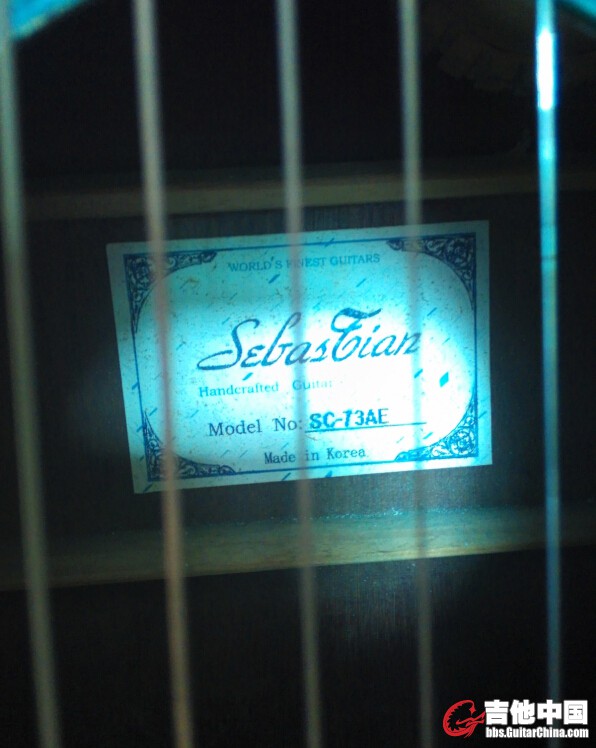 WORLD'S FINEST GUITARS
SebasTian
Handcrafted Guitar
Model No: SC-73AE
Made in Korea
吉他中国
bbs.GuitarChina.com